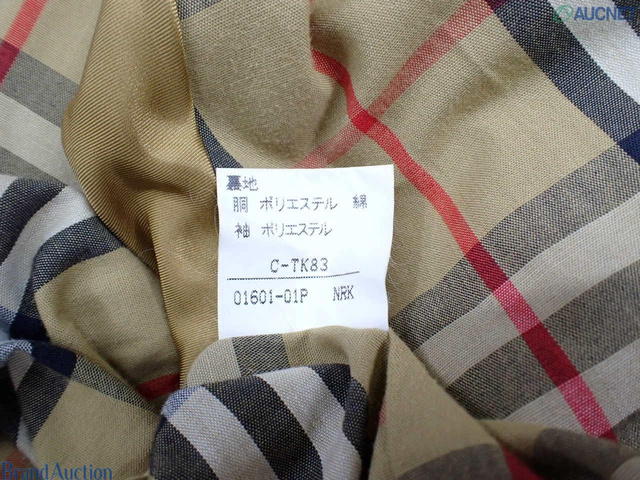 AUCNET
裏地
胴 ポリエステル 綿
袖 ポリエステル
C-TK83
01601-01P NRK
Brand Auction